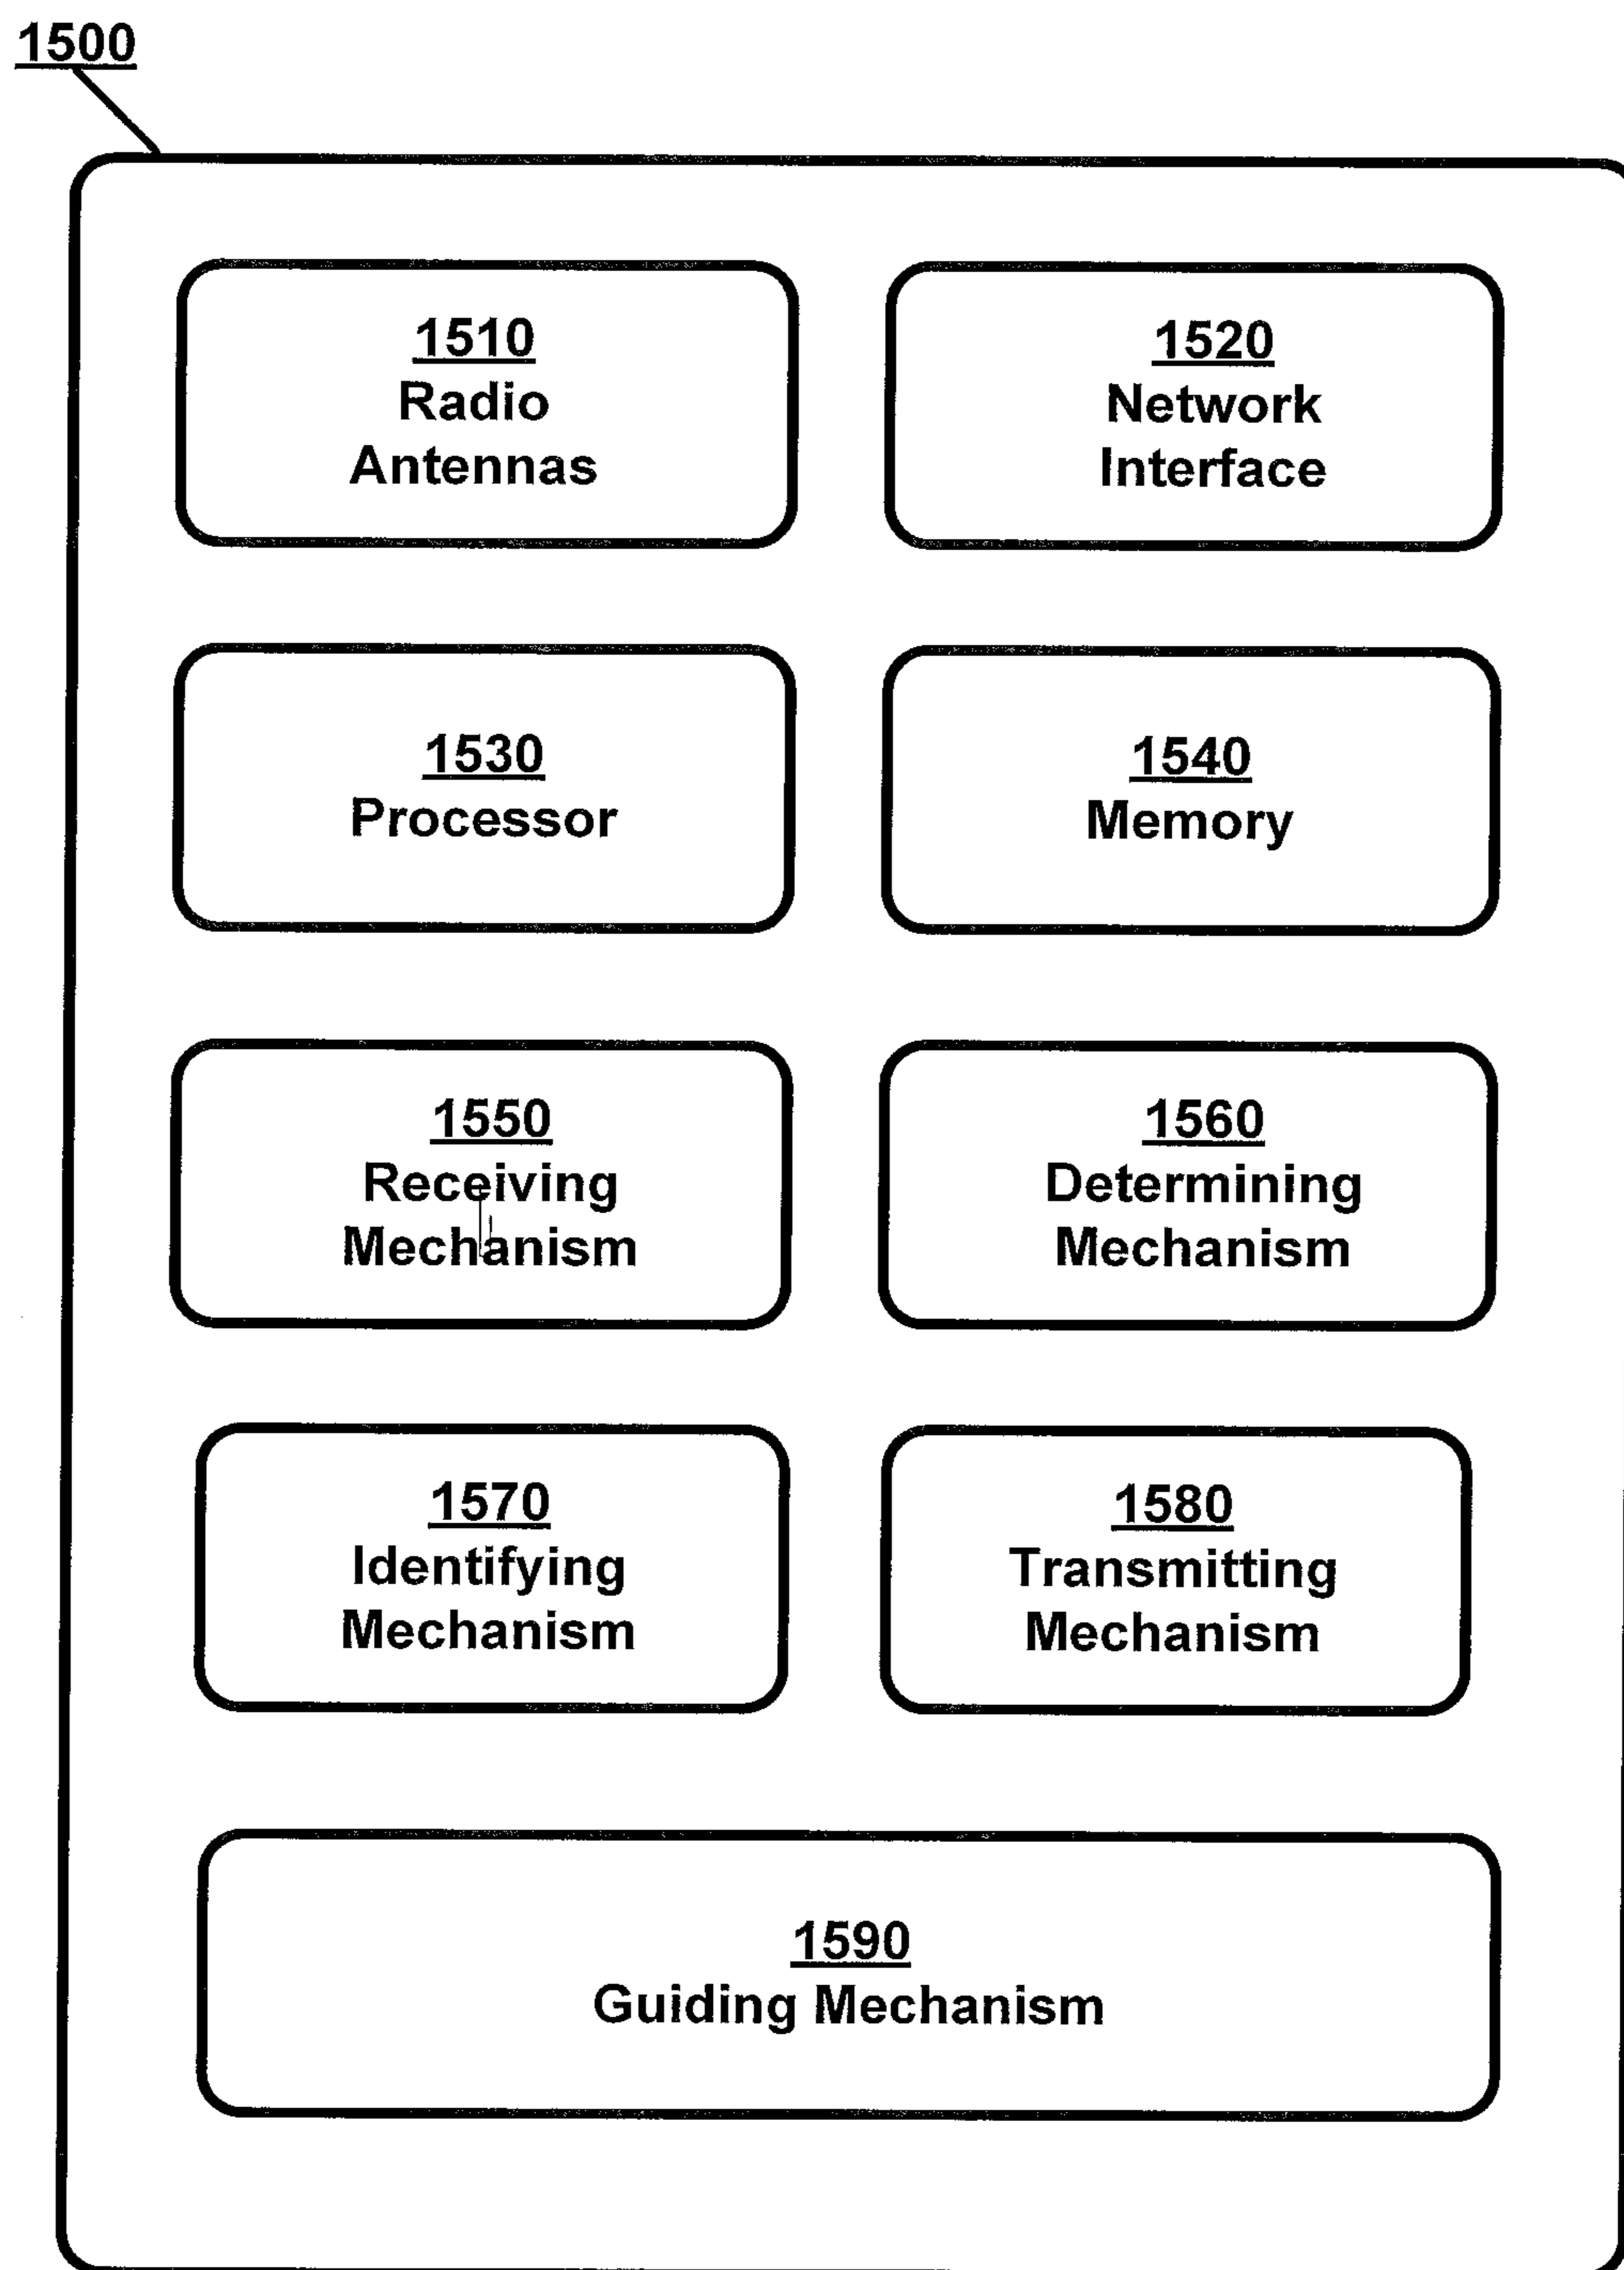 1500
1510
Radio
Antennas
1520
Network
Interface
1530
Processor
1540
Memory
1550
Receiving
Mechanism
1560
Determining
Mechanism
1570
Identifying
Mechanism
1580
Transmitting
Mechanism
1590
Guiding Mechanism